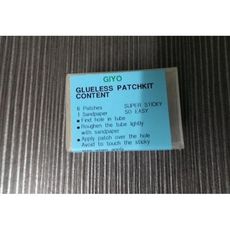 GIYO
GLUELESS PATCHKIT
CONTENT
6 Patches SUPER STICKY
1 Sandpaper SO EASY
● Find hole in tube
● Roughen the tube lightly
with sandpaper
● Apply patch over the hole
Avoid to touch the sticky